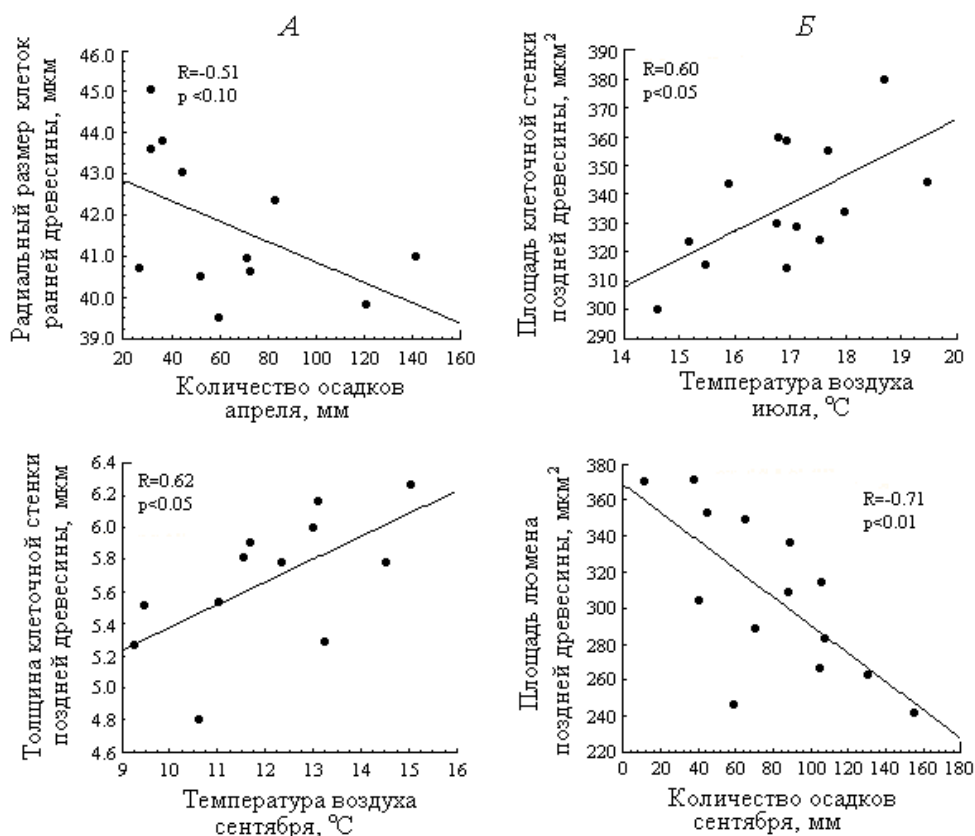 А
Радиальный размер клеток
ранней древесины, мкм
46.0
45.0
44.0
43.0
42.0
41.0
40.0
39.0
R=-0.51
p <0.10
20 40 60 80 100 120 140 160
Количество осадков
апреля, мм
Б
Площадь клеточной стенки
поздней древесины, мкм²
390
380
370
360
350
340
330
320
310
300
290
R=0.60
p<0.05
14 15 16 17 18 19 20
Температура воздуха
июля, °C
Толщина клеточной стенки
поздней древесины, мкм
6.4
6.2
6.0
5.8
5.6
5.4
5.2
5.0
4.8
4.6
R=0.62
p<0.05
9 10 11 12 13 14 15 16
Температура воздуха
сентября, °C
Площадь люмена
поздней древесины, мкм²
380
360
340
320
300
280
260
240
220
R=-0.71
p<0.01
0 20 40 60 80 100 120 140 160 180
Количество осадков
сентября, мм